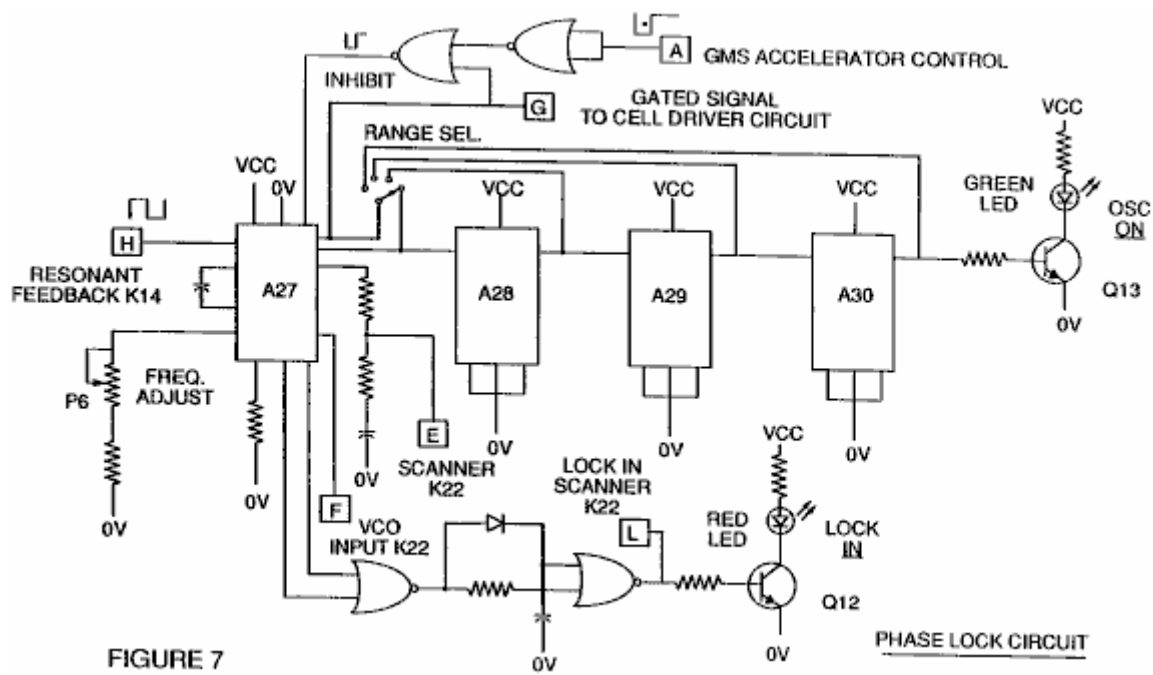 A
GMS ACCELERATOR CONTROL
INHIBIT
G
GATED SIGNAL
TO CELL DRIVER CIRCUIT
RANGE SEL.
VCC
0V
VCC
VCC
VCC
VCC
GREEN
LED
OSC
ON
Q13
0V
H
RESONANT
FEEDBACK K14
A27
A28
A29
A30
P6
FREQ.
ADJUST
0V
0V
0V
E
SCANNER
K22
0V
0V
0V
F
VCO
INPUT K22
LOCK IN
SCANNER
K22
L
VCC
RED
LED
LOCK
IN
Q12
0V
0V
FIGURE 7
PHASE LOCK CIRCUIT